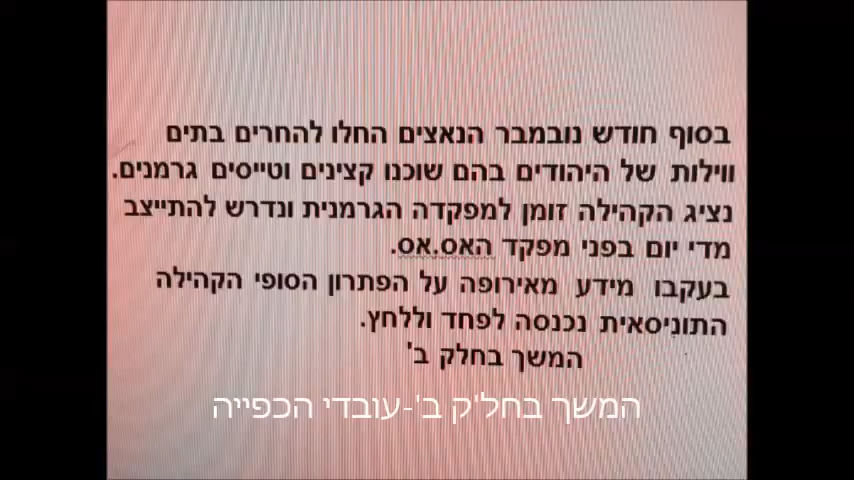 בסוף חודש נובמבר הנאצים החלו להחרים בתים
ווילות של היהודים בהם שוכנו קצינים וטייסים גרמנים.
נציג הקהילה זומן למפקדה הגרמנית ונדרש להתייצב
מדי יום בפני מפקד האס.אס.
בעקבו מידע מאירופה על הפתרון הסופי הקהילה
התוניסאית נכנסה לפחד וללחץ.
המשך בחלק ב'
המשך בחל'ק ב'-עובדי הכפייה